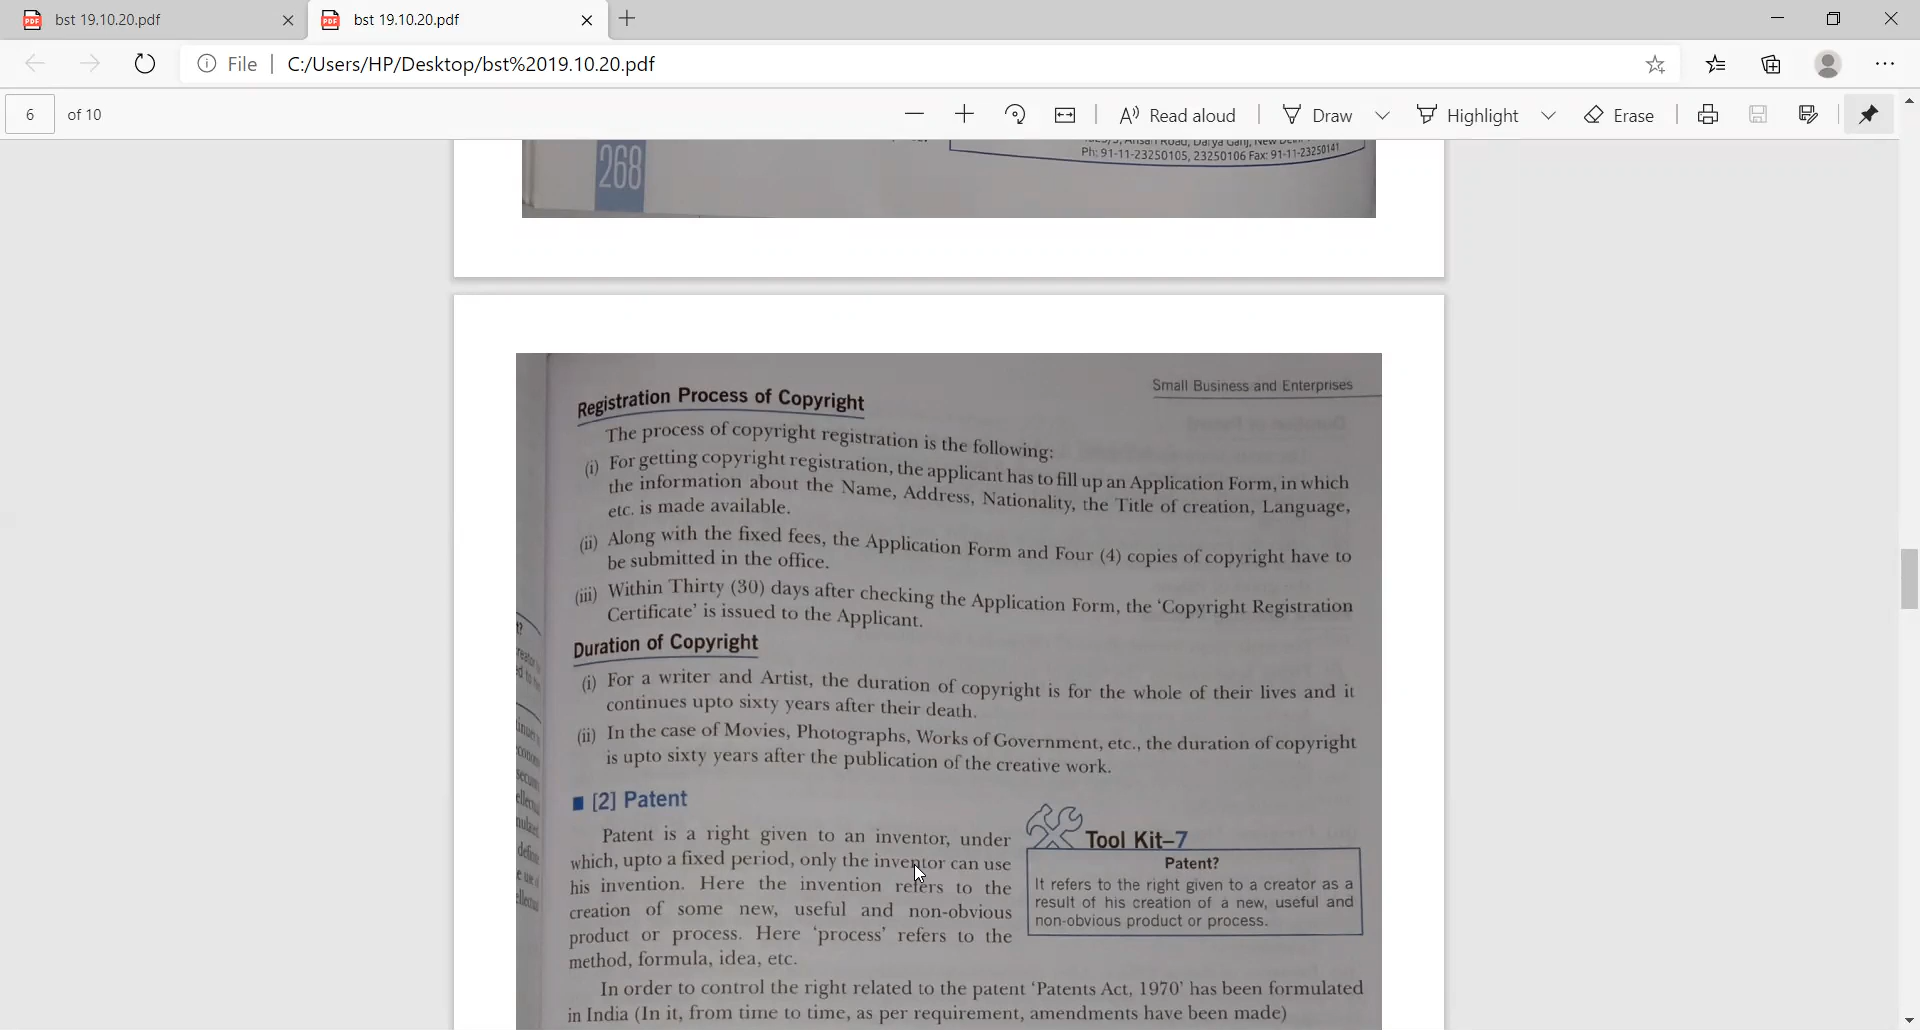 bst 19.10.20.pdf
bst 19.10.20.pdf
File
C:/Users/HP/Desktop/bst%2019.10.20.pdf
6 of 10
Read aloud
Draw
Highlight
Erase
268
Ph: 91-11-23250105, 23250106 Fax: 91-11-23250141
Small Business and Enterprises
Registration Process of Copyright
The process of copyright registration is the following:
(i) For getting copyright registration, the applicant has to fill up an Application Form, in which
the information about the Name, Address, Nationality, the Title of creation, Language,
etc. is made available.
(ii) Along with the fixed fees, the Application Form and Four (4) copies of copyright have to
be submitted in the office.
(iii) Within Thirty (30) days after checking the Application Form, the 'Copyright Registration
Certificate' is issued to the Applicant.
Duration of Copyright
(i) For a writer and Artist, the duration of copyright is for the whole of their lives and it
continues upto sixty years after their death.
(ii) In the case of Movies, Photographs, Works of Government, etc., the duration of copyright
is upto sixty years after the publication of the creative work.
[2] Patent
Patent is a right given to an inventor, under
which, upto a fixed period, only the inventor can use
his invention. Here the invention refers to the
creation of some new, useful and non-obvious
product or process. Here 'process' refers to the
method, formula, idea, etc.
Tool Kit–7
Patent?
It refers to the right given to a creator as a
result of his creation of a new, useful and
non-obvious product or process.
In order to control the right related to the patent 'Patents Act, 1970' has been formulated
in India (In it, from time to time, as per requirement, amendments have been made)